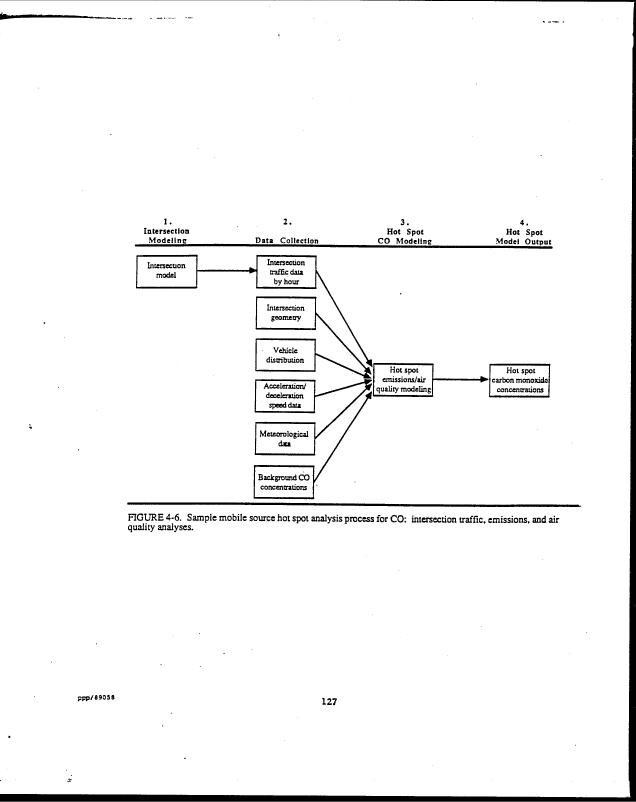 1.
Intersection
Modeling
2.
Data Collection
3.
Hot Spot
CO Modeling
4.
Hot Spot
Model Output
Intersection
model
Intersection
traffic data
by hour
Intersection
geometry
Vehicle
distribution
Acceleration/
deceleration
speed data
Meteorological
data
Background CO
concentrations
Hot spot
emissions/air
quality modeling
Hot spot
carbon monoxide
concentrations
FIGURE 4-6. Sample mobile source hot spot analysis process for CO: intersection traffic, emissions, and air
quality analyses.
ppp/89058
127